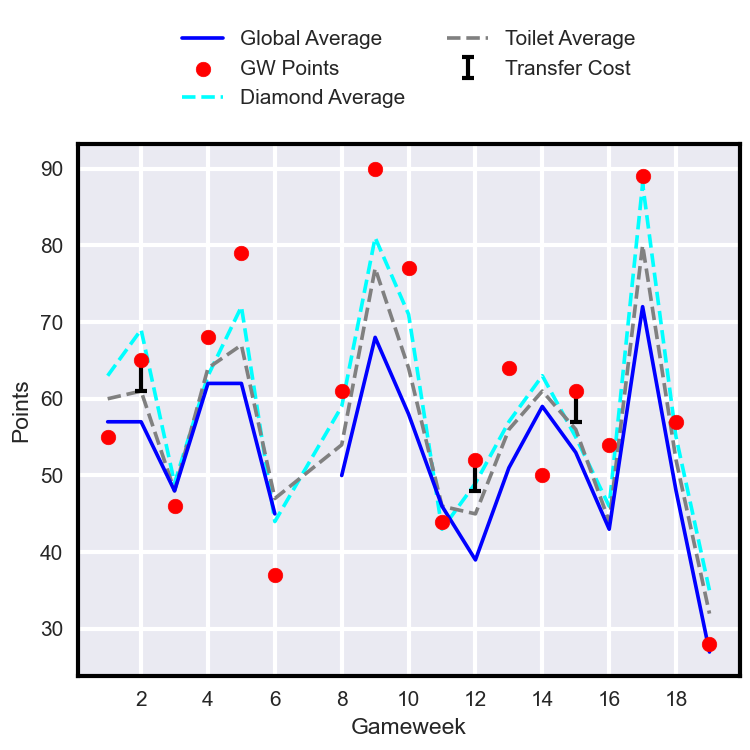 Global Average
GW Points
Diamond Average
Toilet Average
Transfer Cost
90
80
70
60
50
40
30
Points
2 4 6 8 10 12 14 16 18
Gameweek